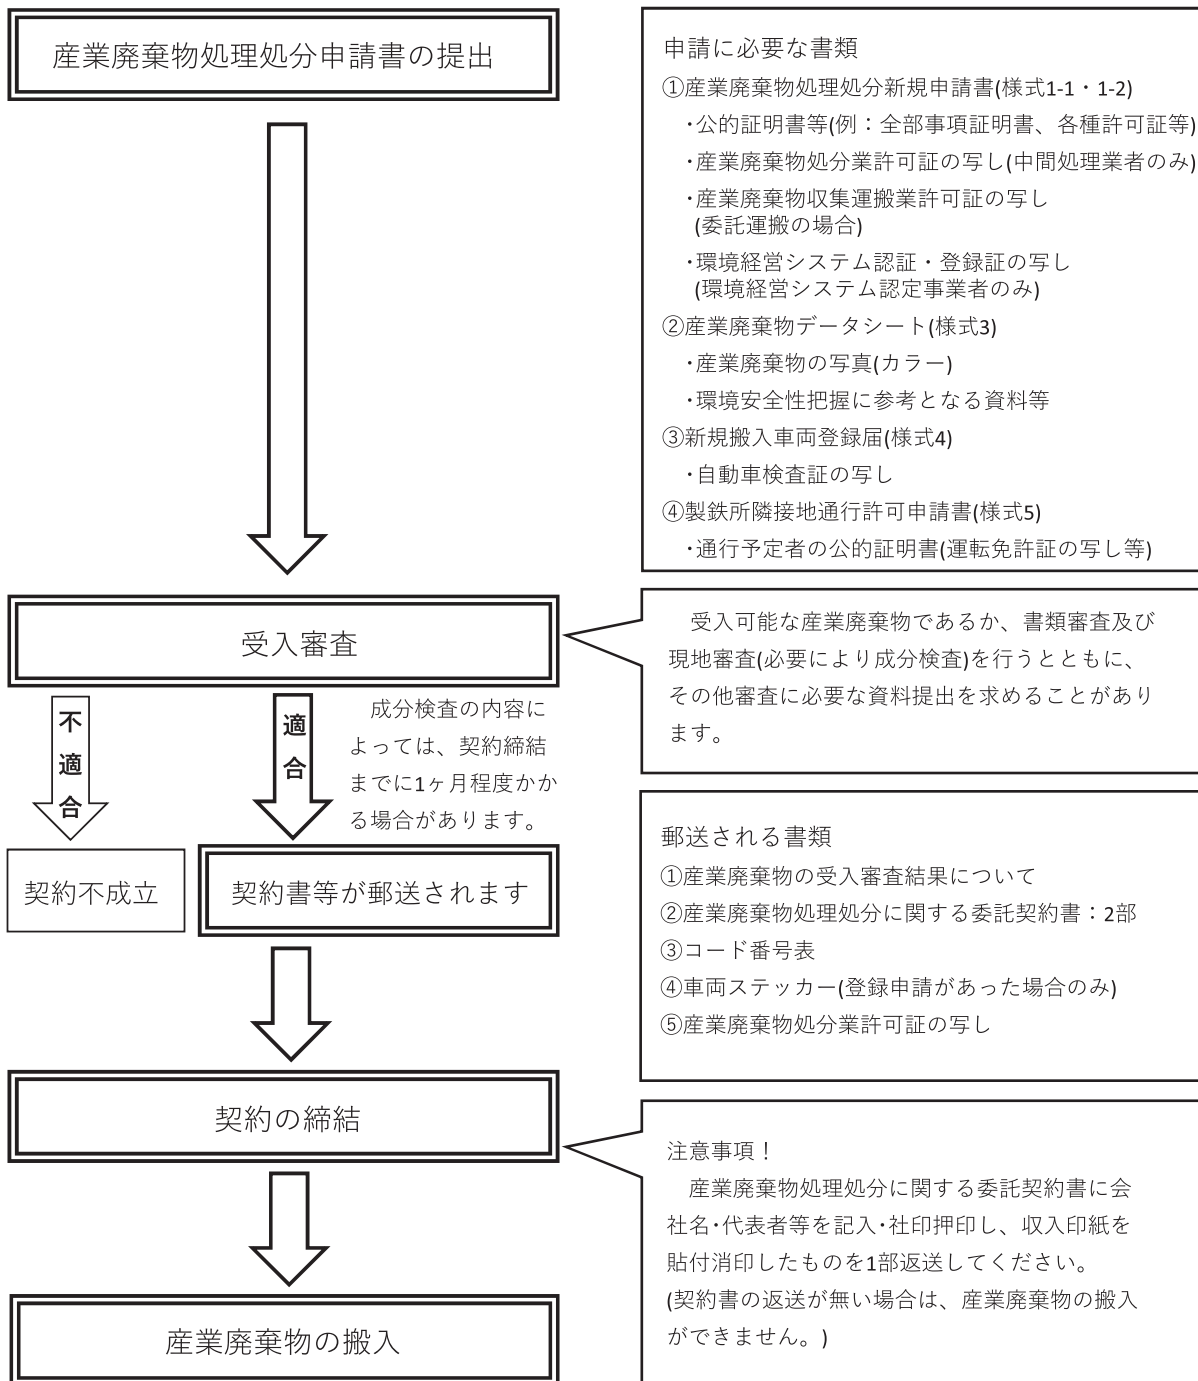 産業廃棄物処理処分申請書の提出
申請に必要な書類
①産業廃棄物処理処分新規申請書(様式1-1・1-2)
・公的証明書等(例：全部事項証明書、各種許可証等)
・産業廃棄物処分業許可証の写し(中間処理業者のみ)
・産業廃棄物収集運搬業許可証の写し
(委託運搬の場合)
・環境経営システム認証・登録証の写し
(環境経営システム認定事業者のみ)
②産業廃棄物データシート(様式3)
・産業廃棄物の写真(カラー)
・環境安全性把握に参考となる資料等
③新規搬入車両登録届(様式4)
・自動車検査証の写し
④製鉄所隣接地通行許可申請書(様式5)
・通行予定者の公的証明書(運転免許証の写し等)
受入審査
受入可能な産業廃棄物であるか、書類審査及び
現地審査(必要により成分検査)を行うとともに、
その他審査に必要な資料提出を求めることがあり
ます。
不適合
適合
成分検査の内容に
よっては、契約締結
までに1ヶ月程度かか
る場合があります。
契約不成立
契約書等が郵送されます
郵送される書類
①産業廃棄物の受入審査結果について
②産業廃棄物処理処分に関する委託契約書：2部
③コード番号表
④車両ステッカー(登録申請があった場合のみ)
⑤産業廃棄物処分業許可証の写し
契約の締結
注意事項！
産業廃棄物処理処分に関する委託契約書に会
社名・代表者等を記入・社印押印し、収入印紙を
貼付消印したものを1部返送してください。
(契約書の返送が無い場合は、産業廃棄物の搬入
ができません。)
産業廃棄物の搬入